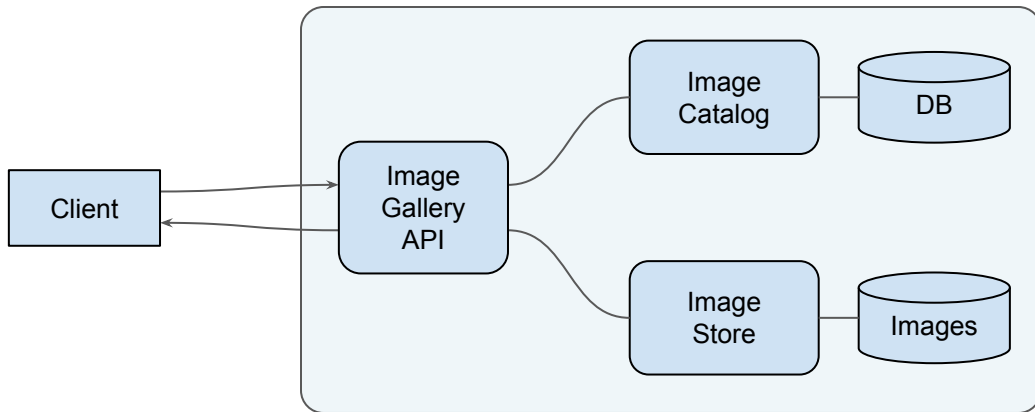 Client
Image
Gallery
API
Image
Catalog
DB
Image
Store
Images